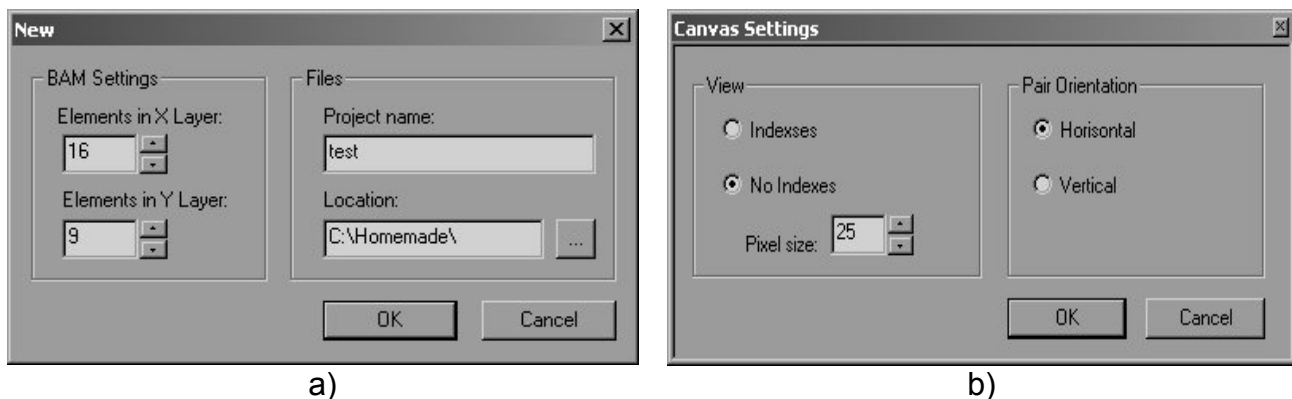 New
BAM Settings
Elements in X Layer:
16
Elements in Y Layer:
9
Files
Project name:
test
Location:
C:\Homemade\
...
OK Cancel
a)
Canvas Settings
View
Indexses
No Indexes
Pixel size: 25
Pair Orientation
Horisontal
Vertical
OK Cancel
b)